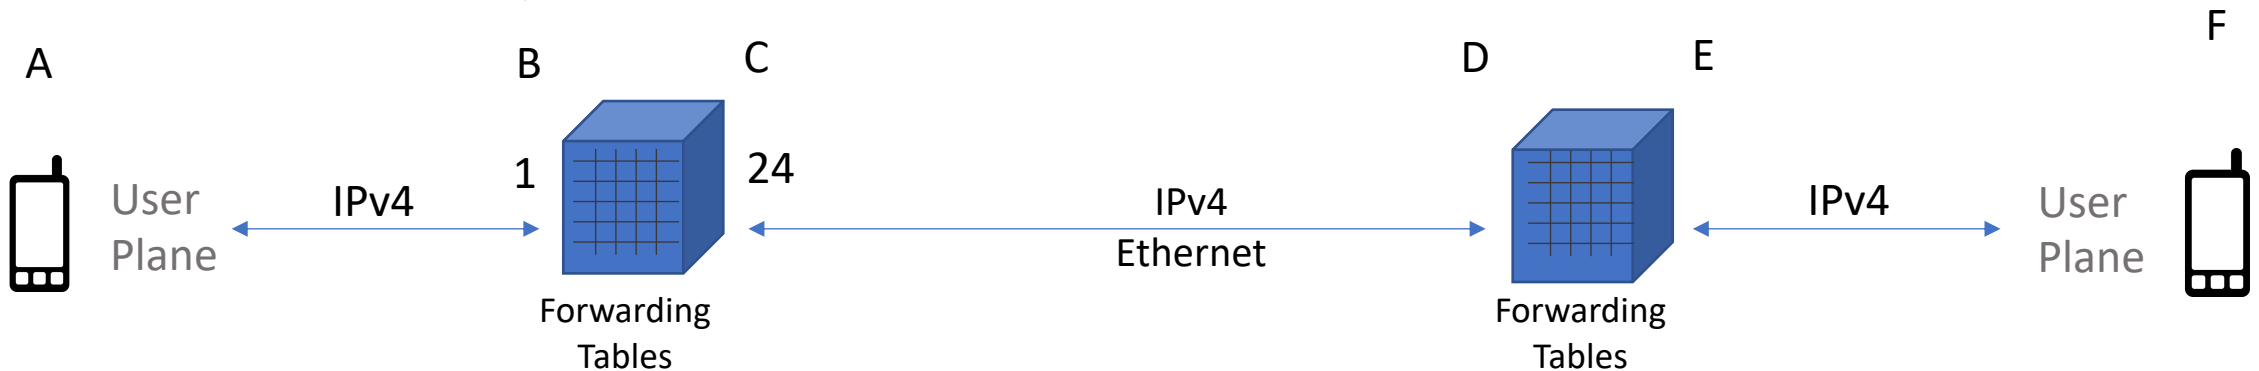 A
B
C
D
E
F
1
24
User
Plane
IPv4
IPv4
Ethernet
IPv4
User
Plane
Forwarding
Tables
Forwarding
Tables